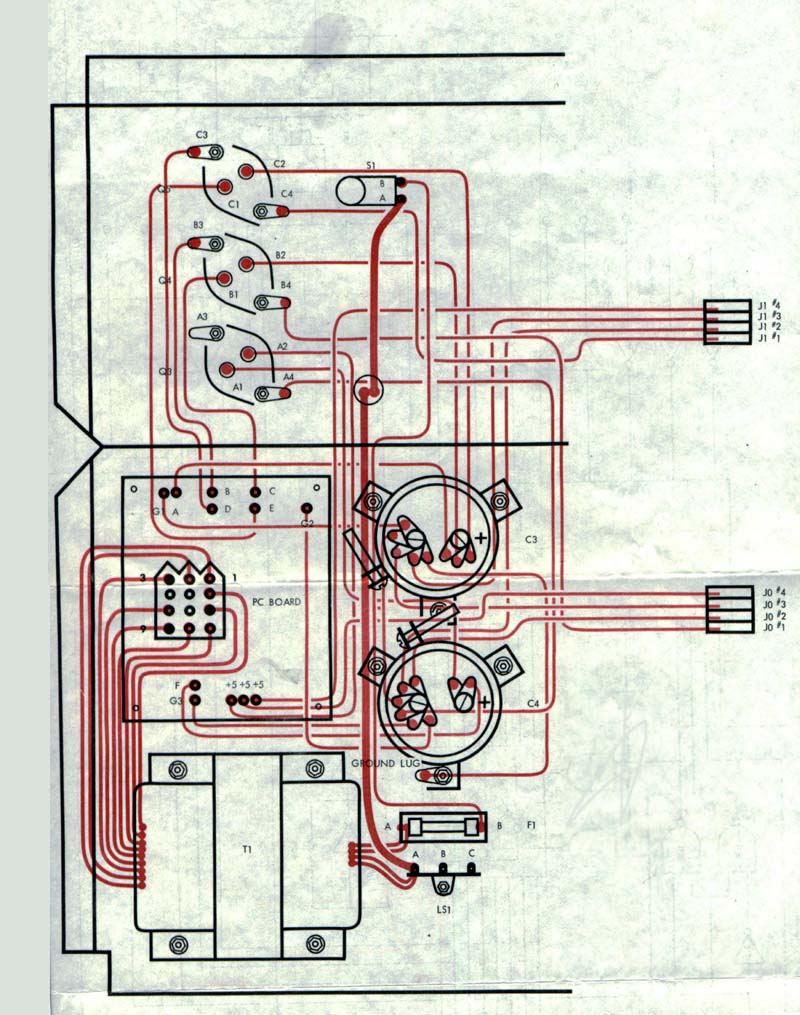 C3
C2
S1
B
A
Q5
C4
C1
B3
B2
Q4
B4
B1
A3
A2
J1 #4
J1 #3
J1 #2
J1 #1
Q3
A4
A1
B
C
G1 A
D
E
G2
+
C3
3
1
PC. BOARD
9
J0 #4
J0 #3
J0 #2
J0 #1
F
+5 +5 +5
G3
+
C4
GROUND LUG
A
B
F1
T1
A
B
C
LS1